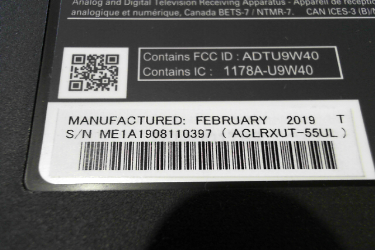 Analog and Digital Television Receiving Apparatus - Appareil de réception
analogique et numérique, Canada BETS-7 / NTMR-7. CAN ICES-3 (B)/
Contains FCC ID : ADTU9W40
Contains IC : 1178A-U9W40
MANUFACTURED: FEBRUARY 2019 T
S/N ME1A1908110397 ( ACLRXUT-55UL )